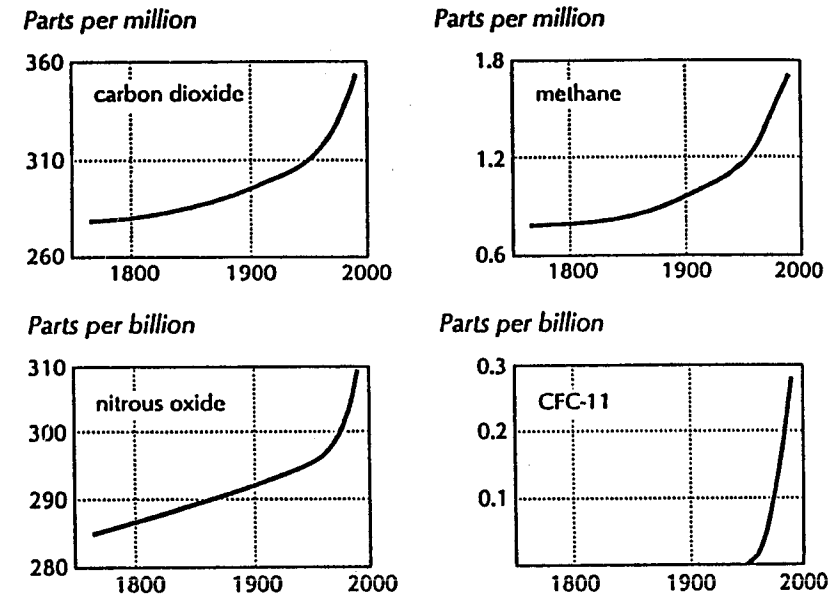 Parts per million
360
carbon dioxide
310
260
1800 1900 2000
Parts per million
1.8
methane
1.2
0.6
1800 1900 2000
Parts per billion
310
nitrous oxide
300
290
280
1800 1900 2000
Parts per billion
0.3
CFC-11
0.2
0.1
1800 1900 2000